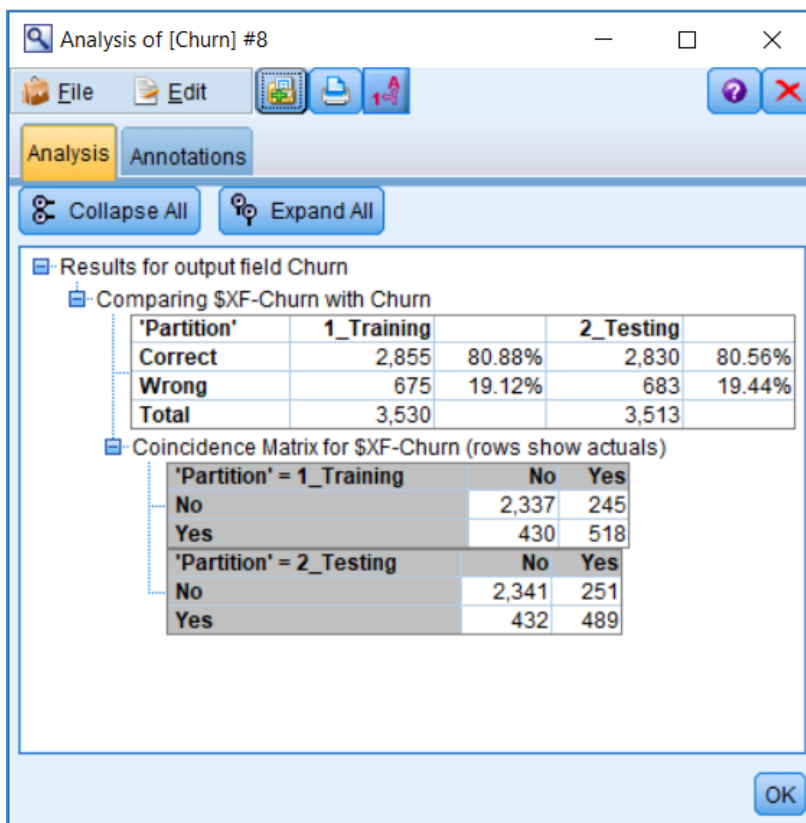 Analysis of [Churn] #8
File Edit
Analysis Annotations
Collapse All Expand All
Results for output field Churn
Comparing $XF-Churn with Churn
'Partition' 1_Training 2_Testing
Correct 2,855 80.88% 2,830 80.56%
Wrong 675 19.12% 683 19.44%
Total 3,530 3,513
Coincidence Matrix for $XF-Churn (rows show actuals)
'Partition' = 1_Training No Yes
No 2,337 245
Yes 430 518
'Partition' = 2_Testing No Yes
No 2,341 251
Yes 432 489
OK